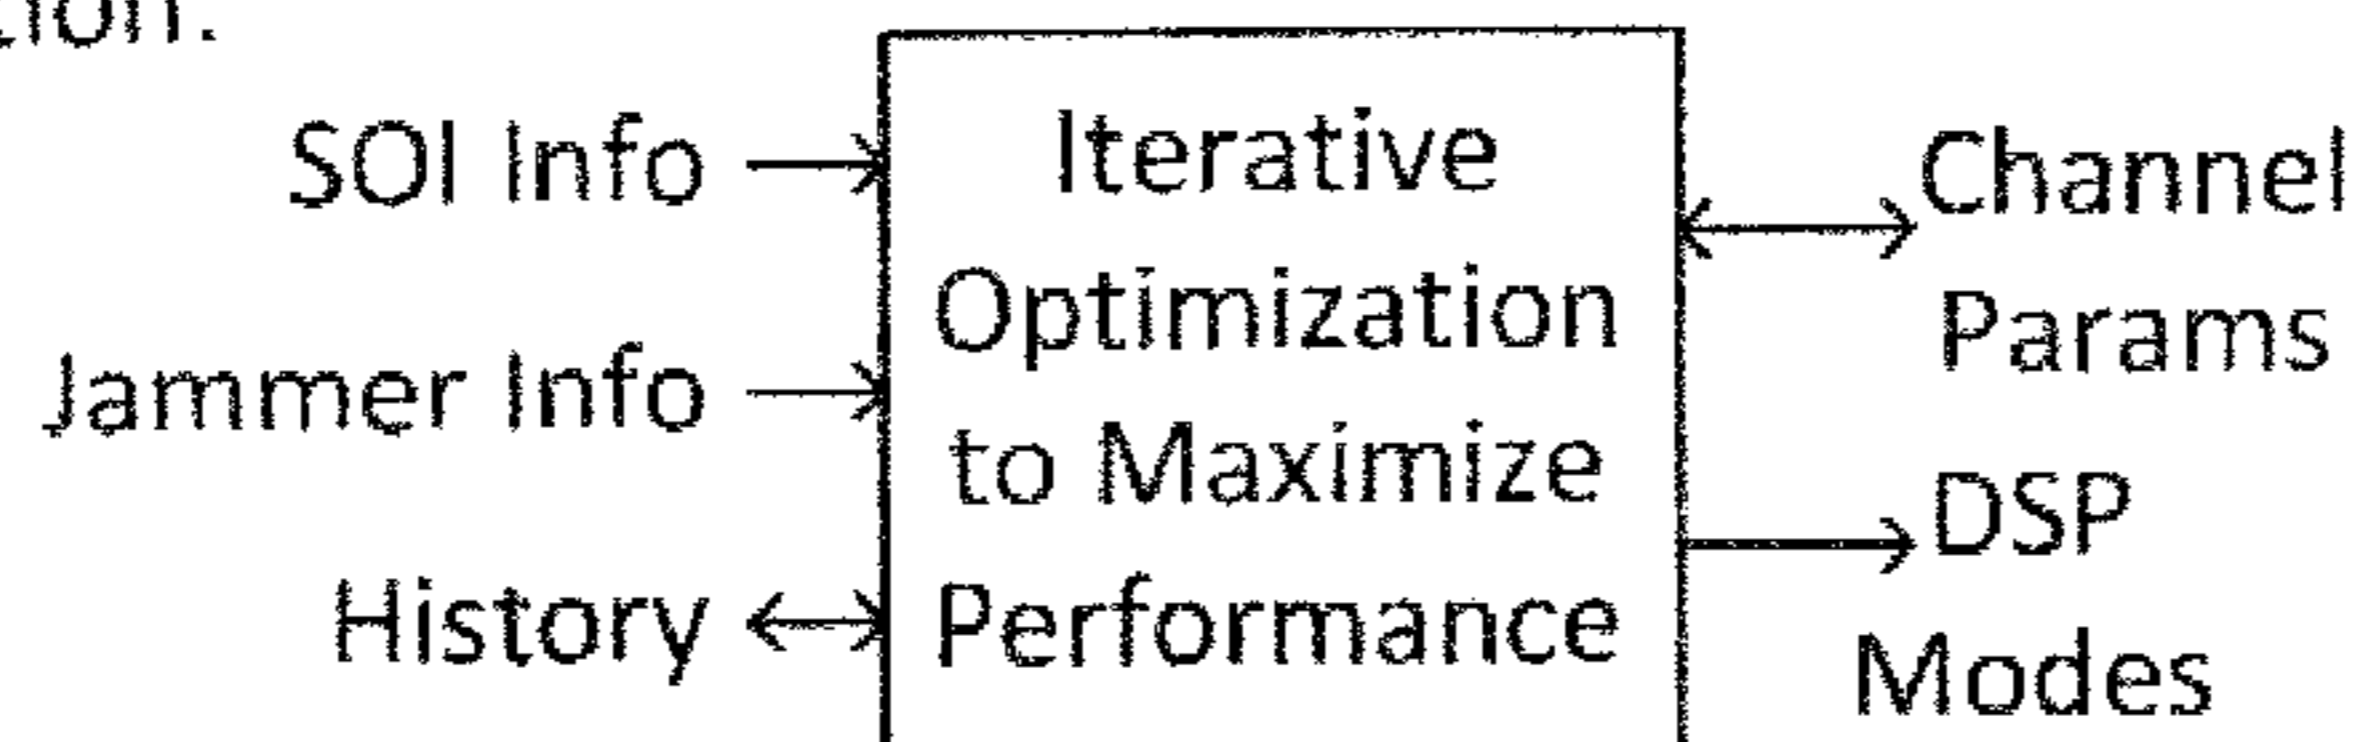 SOI Info
Jammer Info
History
Iterative
Optimization
to Maximize
Performance
Channel
Params
DSP
Modes